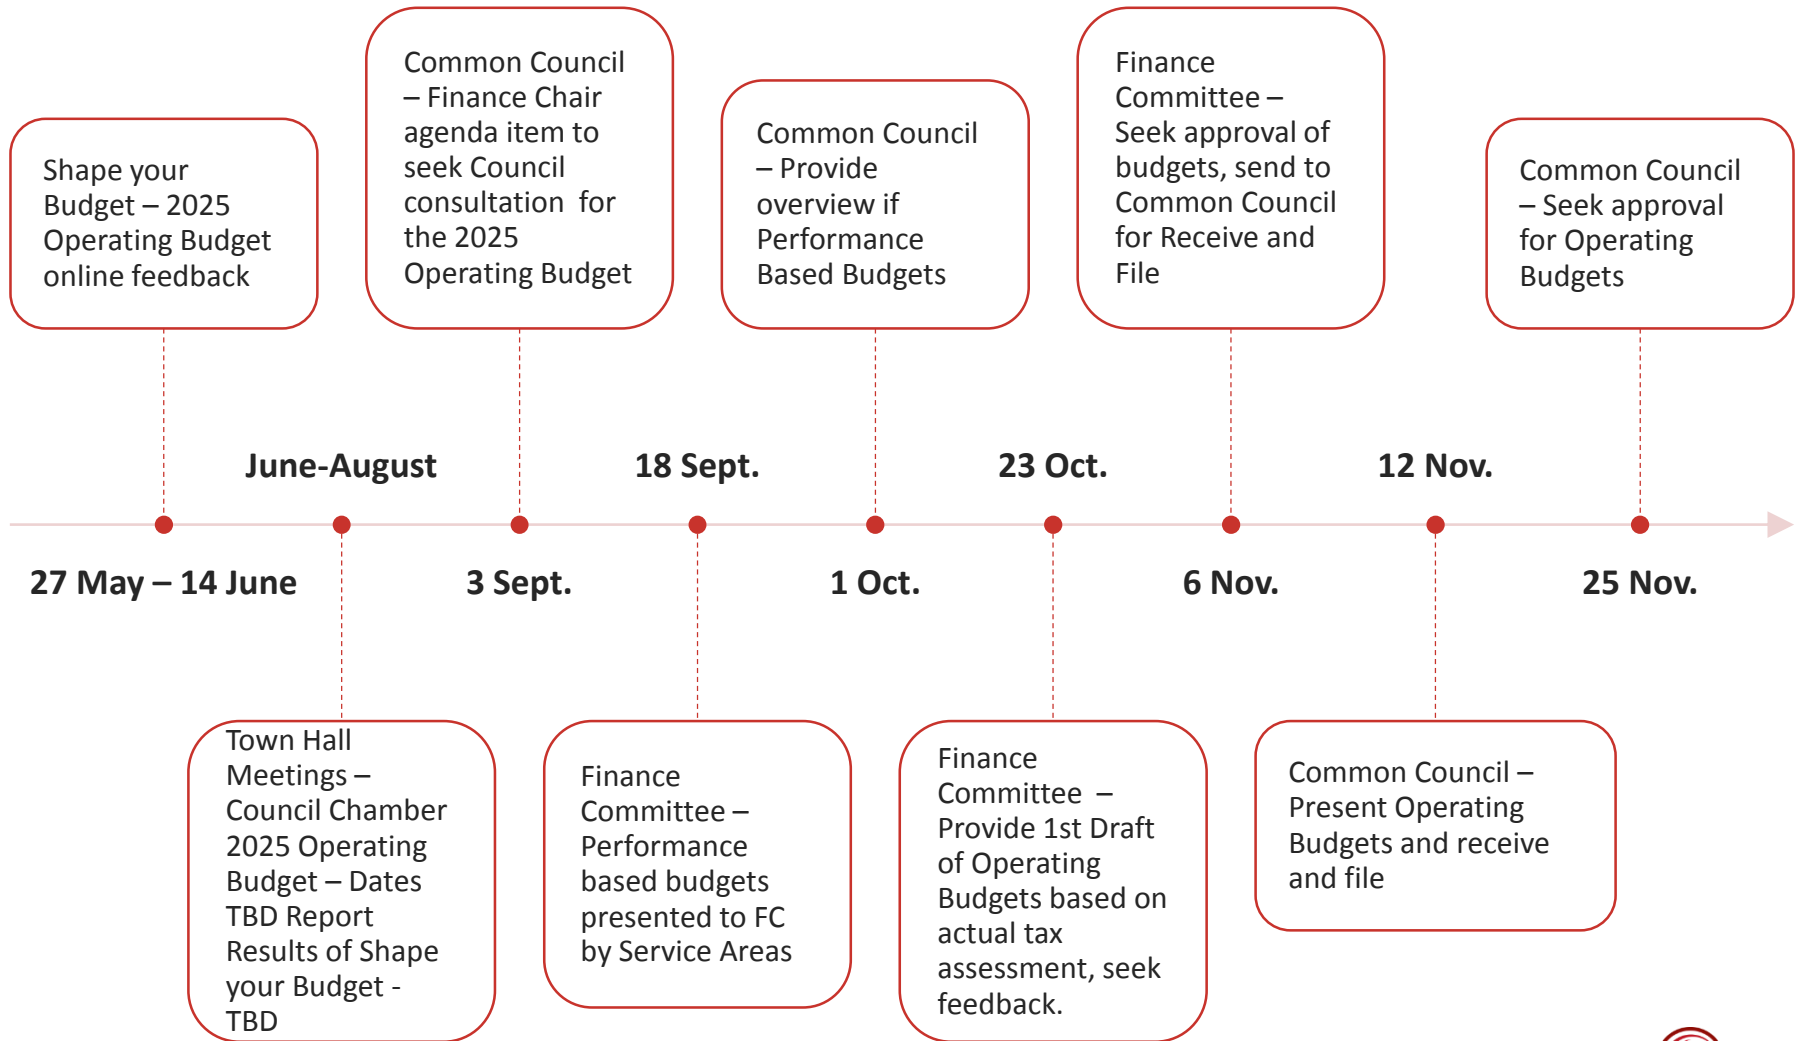 Shape your
Budget – 2025
Operating Budget
online feedback
Common Council
– Finance Chair
agenda item to
seek Council
consultation  for
the 2025
Operating Budget
Common Council
– Provide
overview if
Performance
Based Budgets
Finance
Committee –
Seek approval of
budgets, send to
Common Council
for Receive and
File
Common Council
– Seek approval
for Operating
Budgets
June-August
18 Sept.
23 Oct.
12 Nov.
27 May – 14 June
3 Sept.
1 Oct.
6 Nov.
25 Nov.
Town Hall
Meetings –
Council Chamber
2025 Operating
Budget – Dates
TBD Report
Results of Shape
your Budget -
TBD
Finance
Committee –
Performance
based budgets
presented to FC
by Service Areas
Finance
Committee  –
Provide 1st Draft
of Operating
Budgets based on
actual tax
assessment, seek
feedback.
Common Council –
Present Operating
Budgets and receive
and file